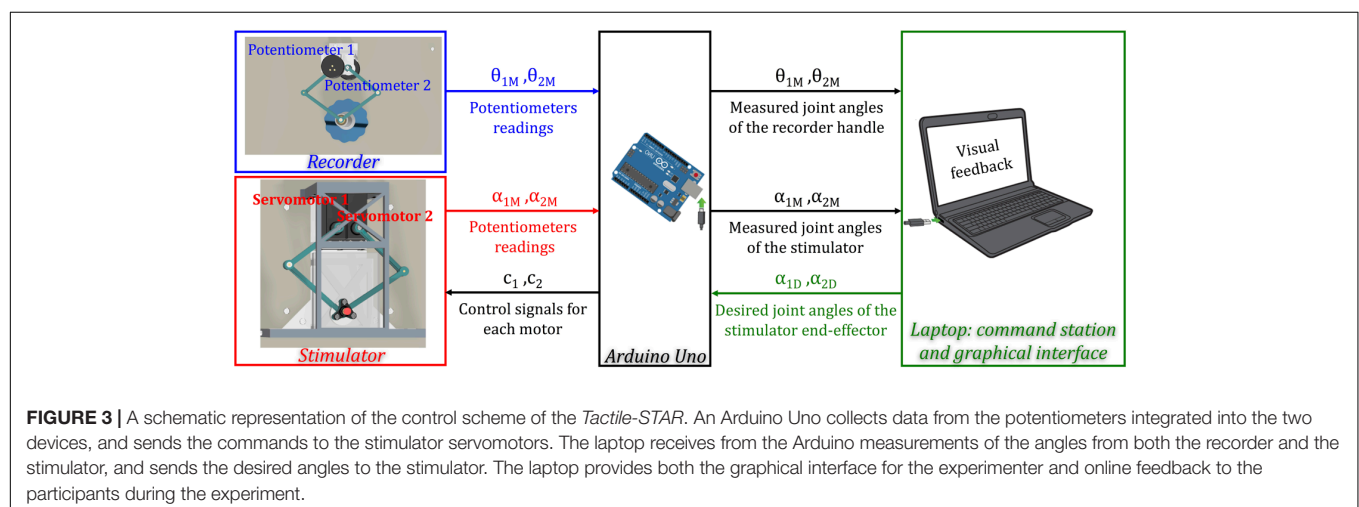 Potentiometer 1
Potentiometer 2
Recorder
θ1M ,θ2M
Potentiometers
readings
Servomotor 1
Servomotor 2
Stimulator
α1M ,α2M
Potentiometers
readings
c1 ,c2
Control signals for
each motor
Arduino Uno
θ1M ,θ2M
Measured joint angles
of the recorder handle
α1M ,α2M
Measured joint angles
of the stimulator
α1D ,α2D
Desired joint angles of the
stimulator end-effector
Visual
feedback
Laptop: command station
and graphical interface
FIGURE 3 | A schematic representation of the control scheme of the Tactile-STAR. An Arduino Uno collects data from the potentiometers integrated into the two
devices, and sends the commands to the stimulator servomotors. The laptop receives from the Arduino measurements of the angles from both the recorder and the
stimulator, and sends the desired angles to the stimulator. The laptop provides both the graphical interface for the experimenter and online feedback to the
participants during the experiment.